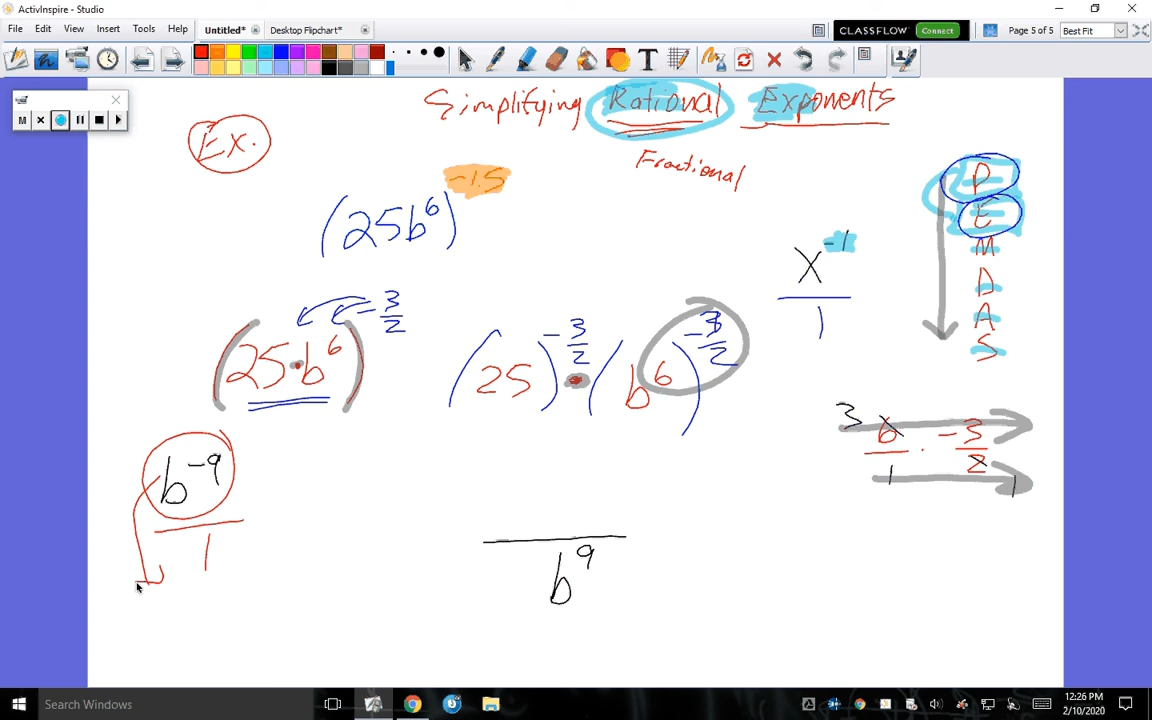 ActivInspire - Studio
File Edit View Insert Tools Help Untitled* Desktop Flipchart* CLASSFLOW Connect Page 5 of 5 Best Fit
M
Simplifying Rational Exponents
Fractional
Ex.
(25b^6)^-1.5
P
E
M
D
A
S
x^-1
1
(25·b^6)^-3/2
(25)^-3/2 · (b^6)^-3/2
3
6/1 · -3/2
1 1
b^-9
1
b^9
Search Windows
12:26 PM
2/10/2020